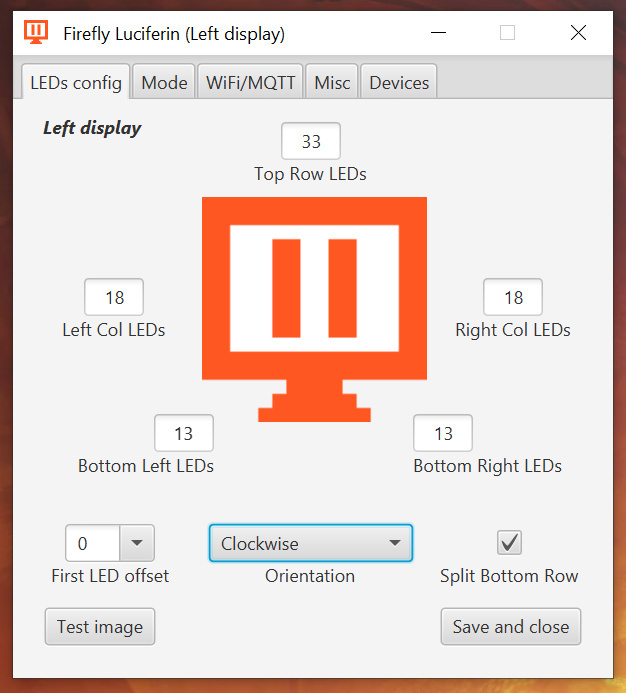 Firefly Luciferin (Left display)
LEDs config Mode WiFi/MQTT Misc Devices
Left display
33
Top Row LEDs
18
Left Col LEDs
18
Right Col LEDs
13
Bottom Left LEDs
13
Bottom Right LEDs
0
First LED offset
Clockwise
Orientation
Split Bottom Row
Test image
Save and close